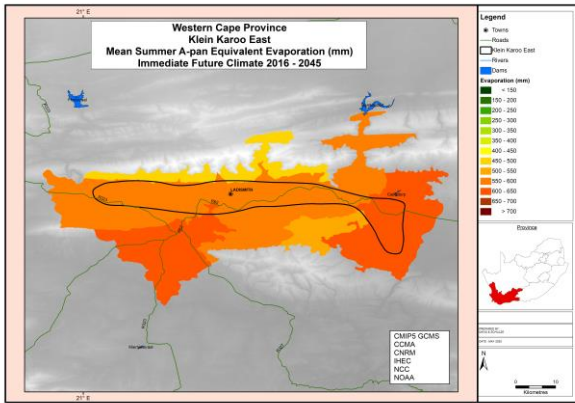 Western Cape Province
Klein Karoo East
Mean Summer A-pan Equivalent Evaporation (mm)
Immediate Future Climate 2016 - 2045
21° E
LADISMITH
CMIP5 GCMS
CCMA
CNRM
IHEC
NCC
NOAA
21° E
Legend
Towns
Roads
Klein Karoo East
Rivers
Dams
Evaporation (mm)
< 150
150 - 200
200 - 250
250 - 300
300 - 350
350 - 400
400 - 450
450 - 500
500 - 550
550 - 600
600 - 650
650 - 700
> 700
Province
N
0
10
Kilometres